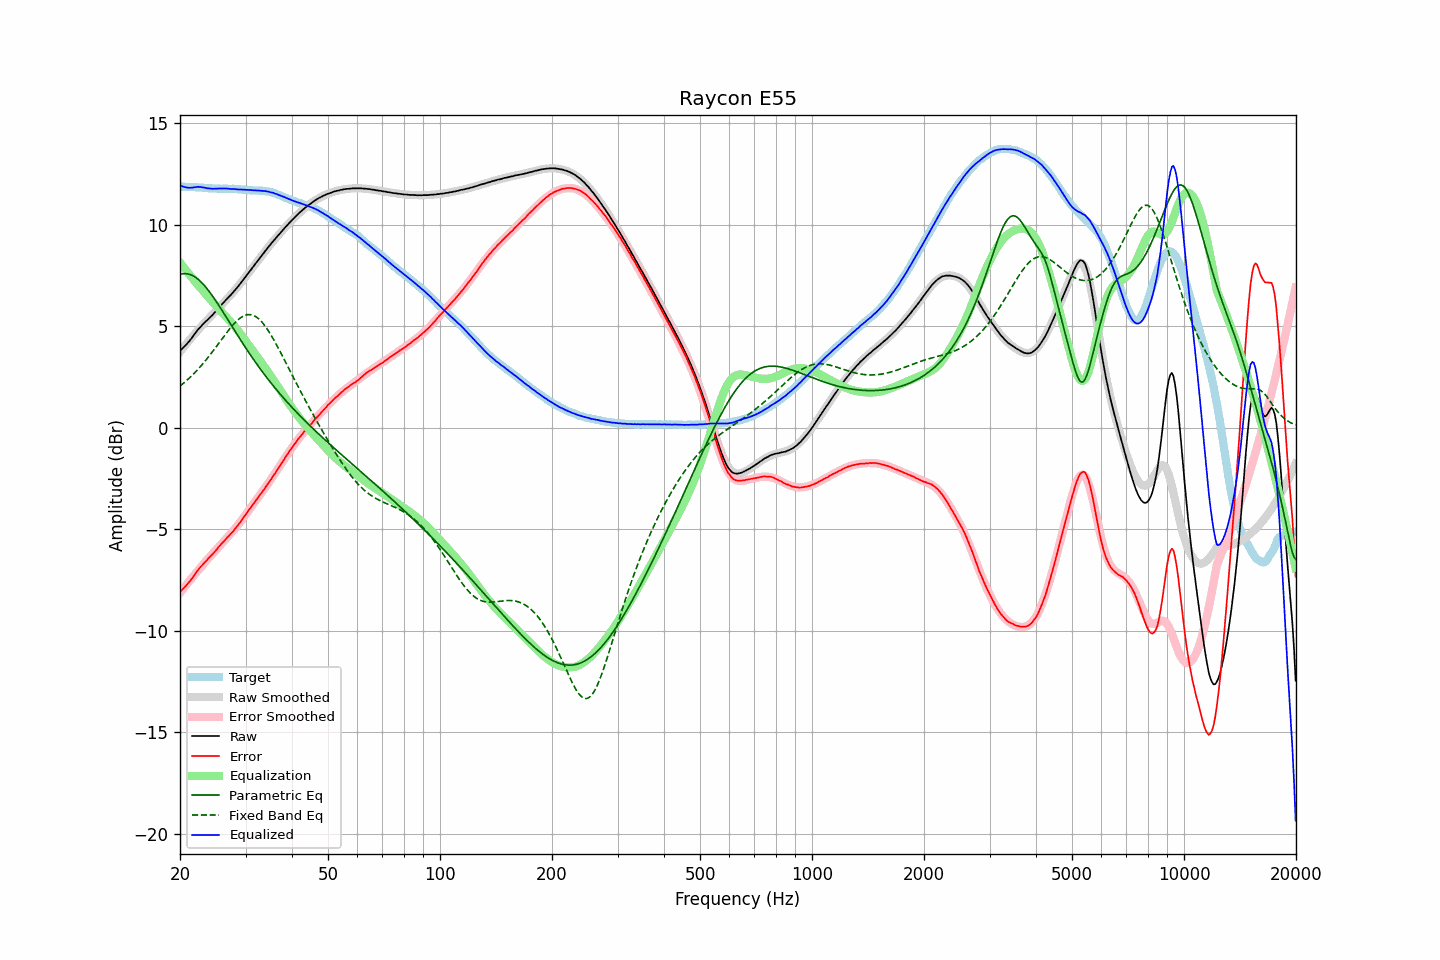 Raycon E55
Amplitude (dBr)
15
10
5
0
−5
−10
−15
−20
Target
Raw Smoothed
Error Smoothed
Raw
Error
Equalization
Parametric Eq
Fixed Band Eq
Equalized
20 50 100 200 500 1000 2000 5000 10000 20000
Frequency (Hz)